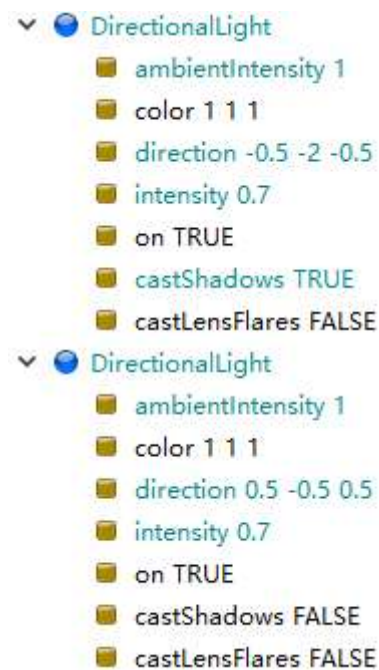 DirectionalLight
ambientIntensity 1
color 1 1 1
direction -0.5 -2 -0.5
intensity 0.7
on TRUE
castShadows TRUE
castLensFlares FALSE
DirectionalLight
ambientIntensity 1
color 1 1 1
direction 0.5 -0.5 0.5
intensity 0.7
on TRUE
castShadows FALSE
castLensFlares FALSE